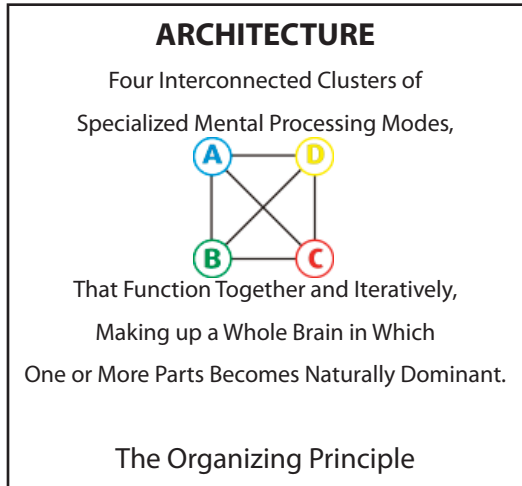 ARCHITECTURE
Four Interconnected Clusters of
Specialized Mental Processing Modes,
A D
B C
That Function Together and Iteratively,
Making up a Whole Brain in Which
One or More Parts Becomes Naturally Dominant.
The Organizing Principle